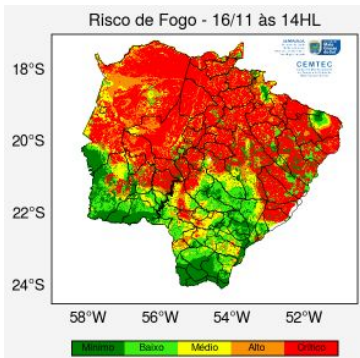 Risco de Fogo - 16/11 às 14HL
CEMTEC
18°S
20°S
22°S
24°S
58°W 56°W 54°W 52°W
Mínimo Baixo Médio Alto Crítico